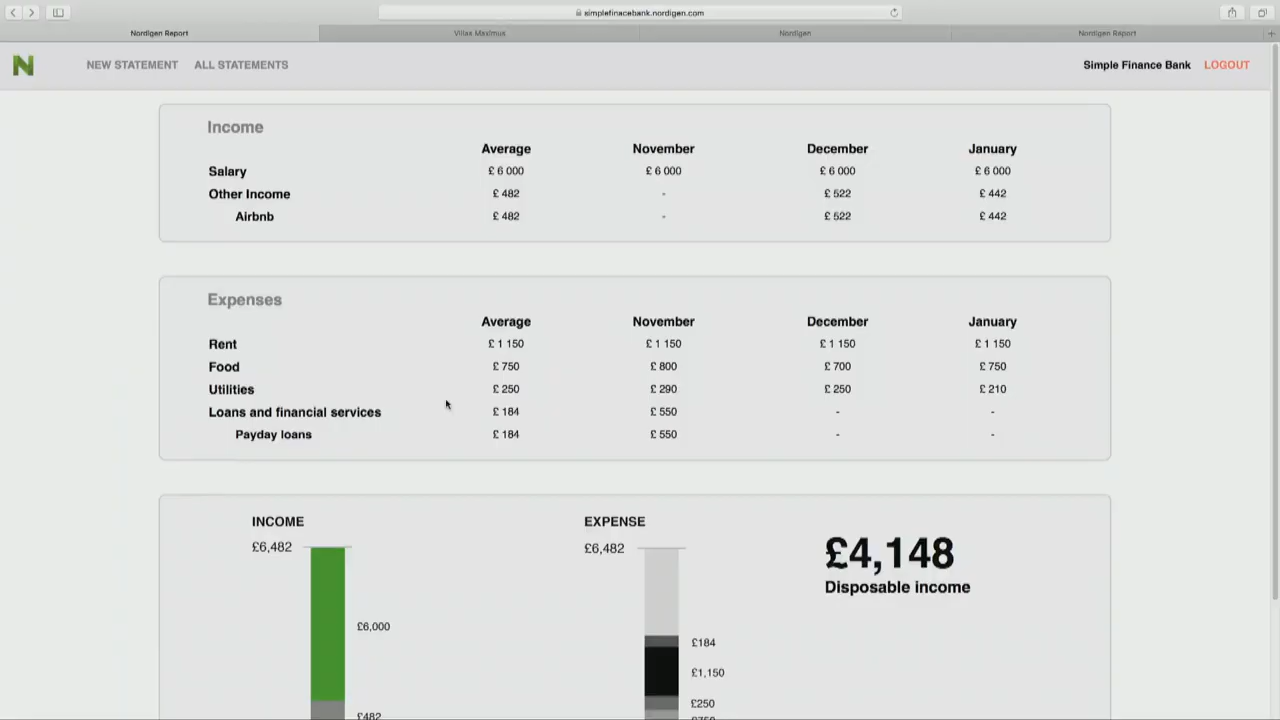 simplefinacebank.nordigen.com
Nordigen Report Villas Maximus Nordigen Nordigen Report
N NEW STATEMENT ALL STATEMENTS Simple Finance Bank LOGOUT
Income
Average November December January
Salary £ 6 000 £ 6 000 £ 6 000 £ 6 000
Other Income £ 482 - £ 522 £ 442
Airbnb £ 482 - £ 522 £ 442
Expenses
Average November December January
Rent £ 1 150 £ 1 150 £ 1 150 £ 1 150
Food £ 750 £ 800 £ 700 £ 750
Utilities £ 250 £ 290 £ 250 £ 210
Loans and financial services £ 184 £ 550 - -
Payday loans £ 184 £ 550 - -
INCOME EXPENSE
£6,482 £6,482 £4,148
Disposable income
£6,000 £184
£1,150
£250
£482